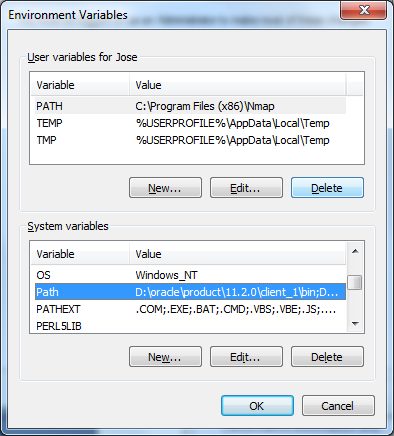 Environment Variables
User variables for Jose
Variable Value
PATH C:\Program Files (x86)\Nmap
TEMP %USERPROFILE%\AppData\Local\Temp
TMP %USERPROFILE%\AppData\Local\Temp
New... Edit... Delete
System variables
Variable Value
OS Windows_NT
Path D:\oracle\product\11.2.0\client_1\bin;D...
PATHEXT .COM;.EXE;.BAT;.CMD;.VBS;.VBE;.JS;....
PERL5LIB
New... Edit... Delete
OK Cancel